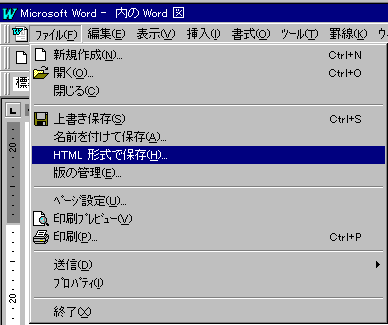 Microsoft Word - 内の Word 図
ファイル(F) 編集(E) 表示(V) 挿入(I) 書式(O) ツール(T) 罫線(K) ウ
新規作成(N)... Ctrl+N
開く(O)... Ctrl+O
閉じる(C)
標
上書き保存(S) Ctrl+S
名前を付けて保存(A)...
HTML 形式で保存(H)...
版の管理(E)...
ページ設定(U)...
印刷プレビュー(V)
印刷(P)... Ctrl+P
送信(D)
プロパティ(I)
終了(X)
20
20